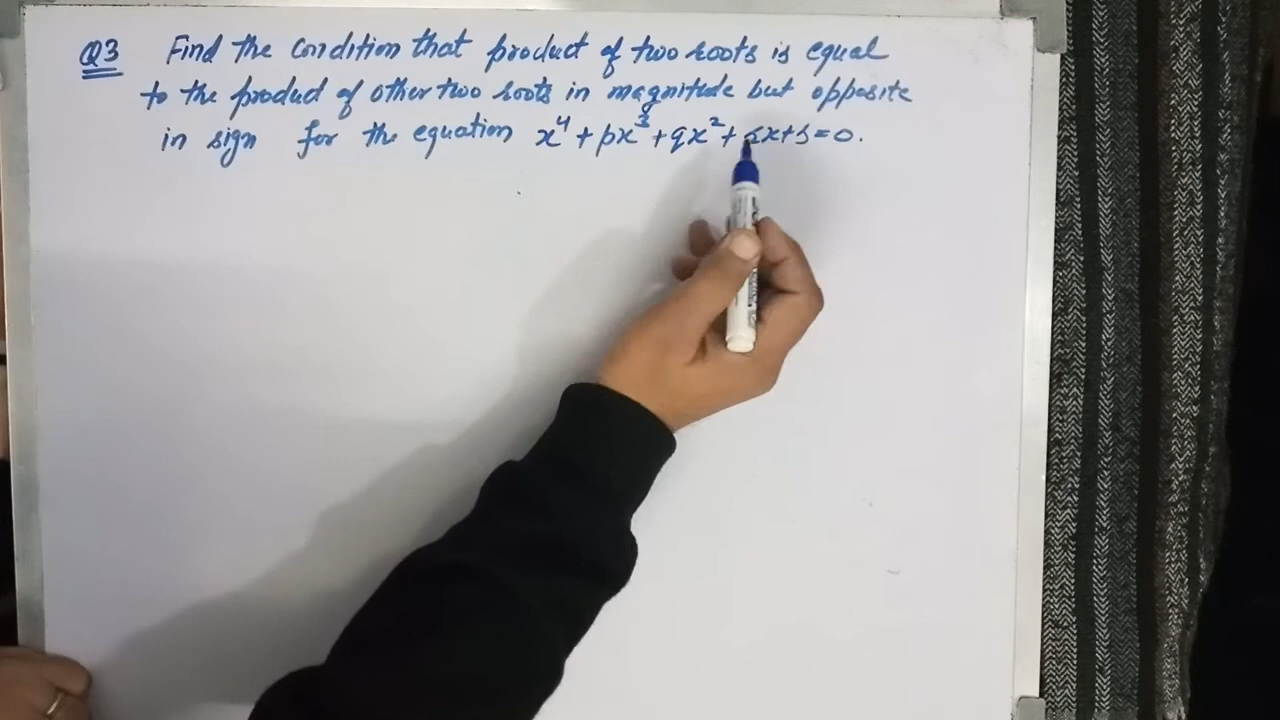 Q3 Find the condition that product of two roots is equal
to the product of other two roots in magnitude but opposite
in sign for the equation x⁴ + px³ + qx² + rx + s = 0.